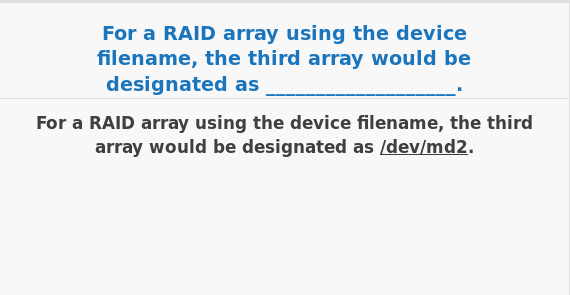 For a RAID array using the device
filename, the third array would be
designated as ___________________.
For a RAID array using the device filename, the third
array would be designated as /dev/md2.